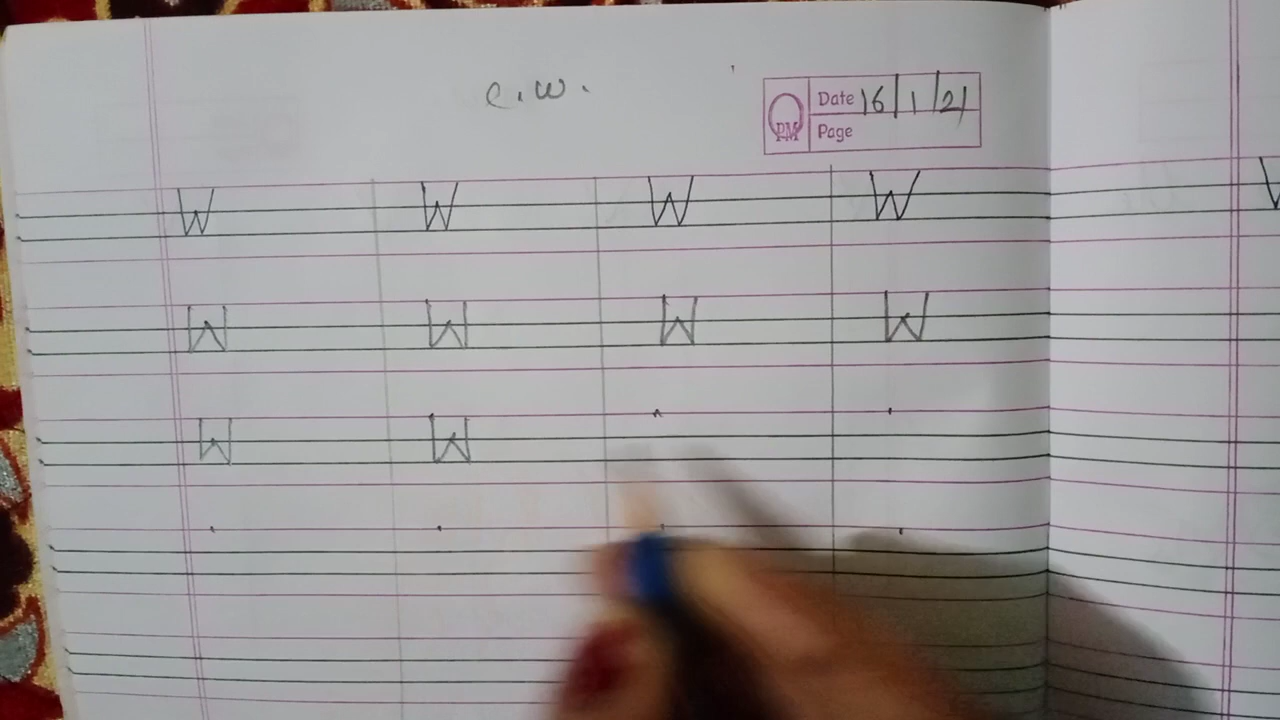 C.W.
PM Date 16/1/21
Page
W W W W
W W W W
W W